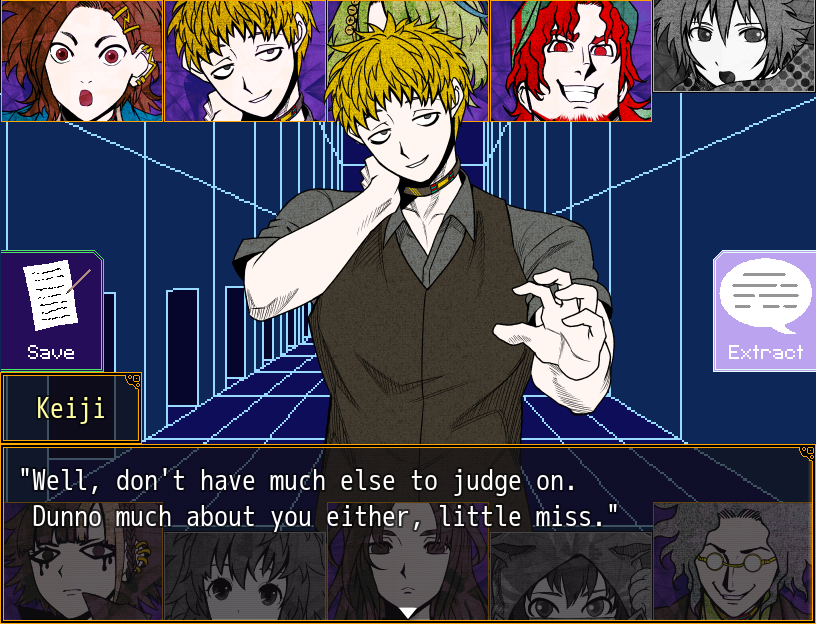 Save
Extract
Keiji
"Well, don't have much else to judge on.
Dunno much about you either, little miss."